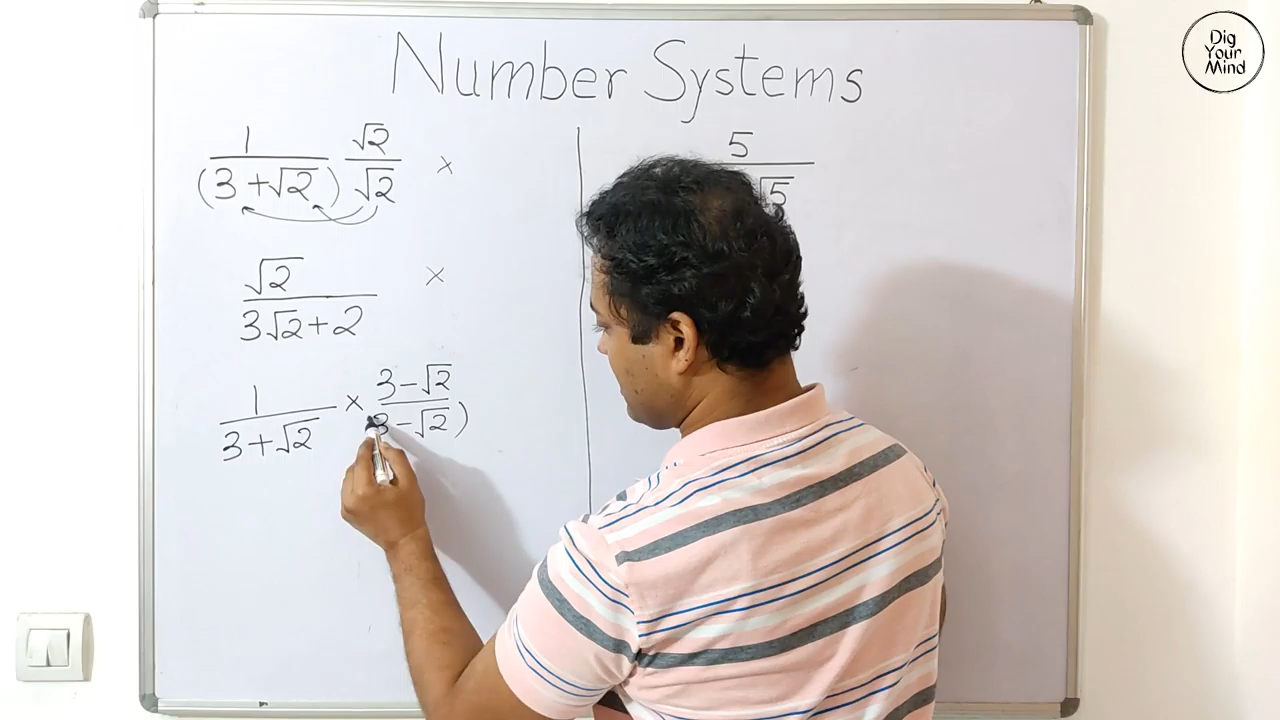 Dig
Your
Mind
Number Systems
1 √2 ×
(3 + √2) √2
√2 ×
3√2 + 2
1 × 3 - √2
3 + √2 3 - √2)
5
√5